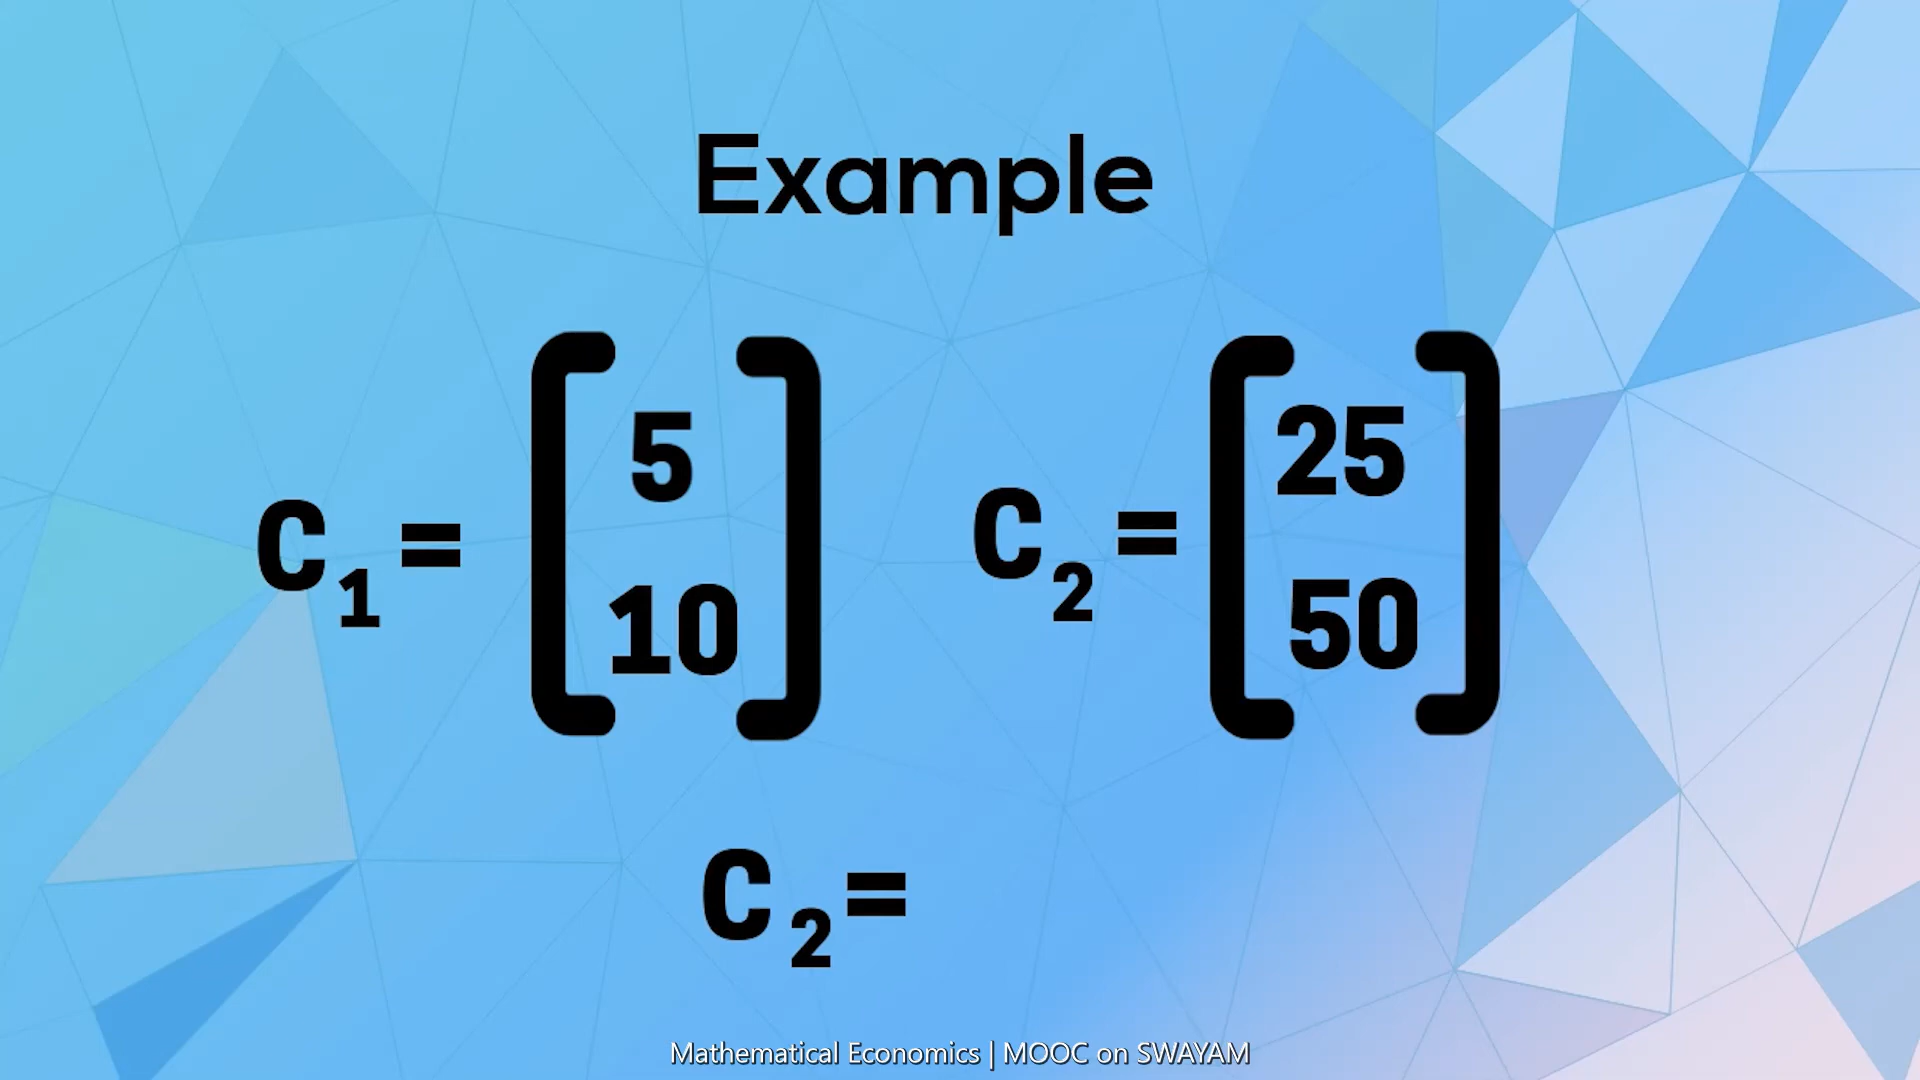 Example
C₁ = [5 10] C₂ = [25 50]
C₂ =
Mathematical Economics | MOOC on SWAYAM